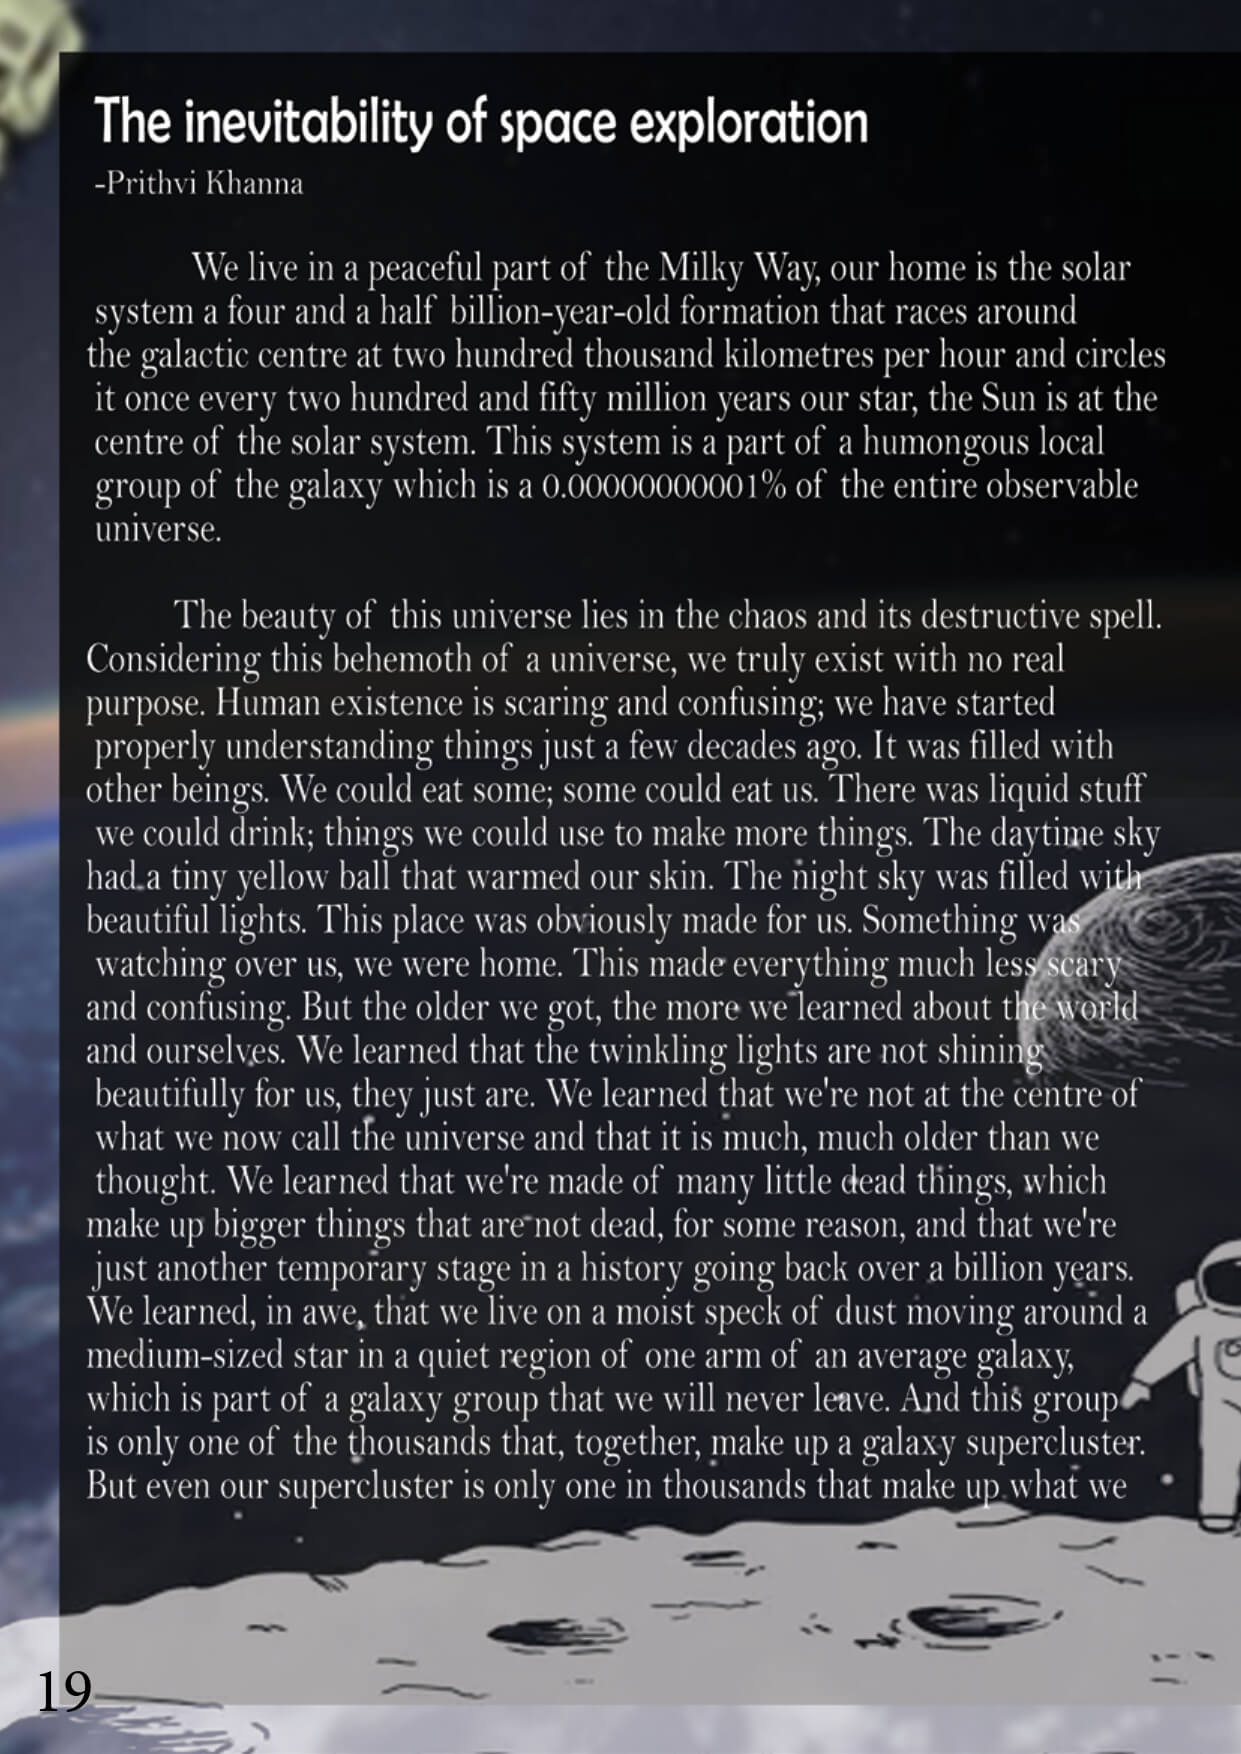 The inevitability of space exploration
-Prithvi Khanna
We live in a peaceful part of the Milky Way, our home is the solar
system a four and a half billion-year-old formation that races around
the galactic centre at two hundred thousand kilometres per hour and circles
it once every two hundred and fifty million years our star, the Sun is at the
centre of the solar system. This system is a part of a humongous local
group of the galaxy which is a 0.00000000001% of the entire observable
universe.
The beauty of this universe lies in the chaos and its destructive spell.
Considering this behemoth of a universe, we truly exist with no real
purpose. Human existence is scaring and confusing; we have started
properly understanding things just a few decades ago. It was filled with
other beings. We could eat some; some could eat us. There was liquid stuff
we could drink; things we could use to make more things. The daytime sky
had a tiny yellow ball that warmed our skin. The night sky was filled with
beautiful lights. This place was obviously made for us. Something was
watching over us, we were home. This made everything much less scary
and confusing. But the older we got, the more we learned about the world
and ourselves. We learned that the twinkling lights are not shining
beautifully for us, they just are. We learned that we're not at the centre of
what we now call the universe and that it is much, much older than we
thought. We learned that we're made of many little dead things, which
make up bigger things that are not dead, for some reason, and that we're
just another temporary stage in a history going back over a billion years.
We learned, in awe, that we live on a moist speck of dust moving around a
medium-sized star in a quiet region of one arm of an average galaxy,
which is part of a galaxy group that we will never leave. And this group
is only one of the thousands that, together, make up a galaxy supercluster.
But even our supercluster is only one in thousands that make up what we
19